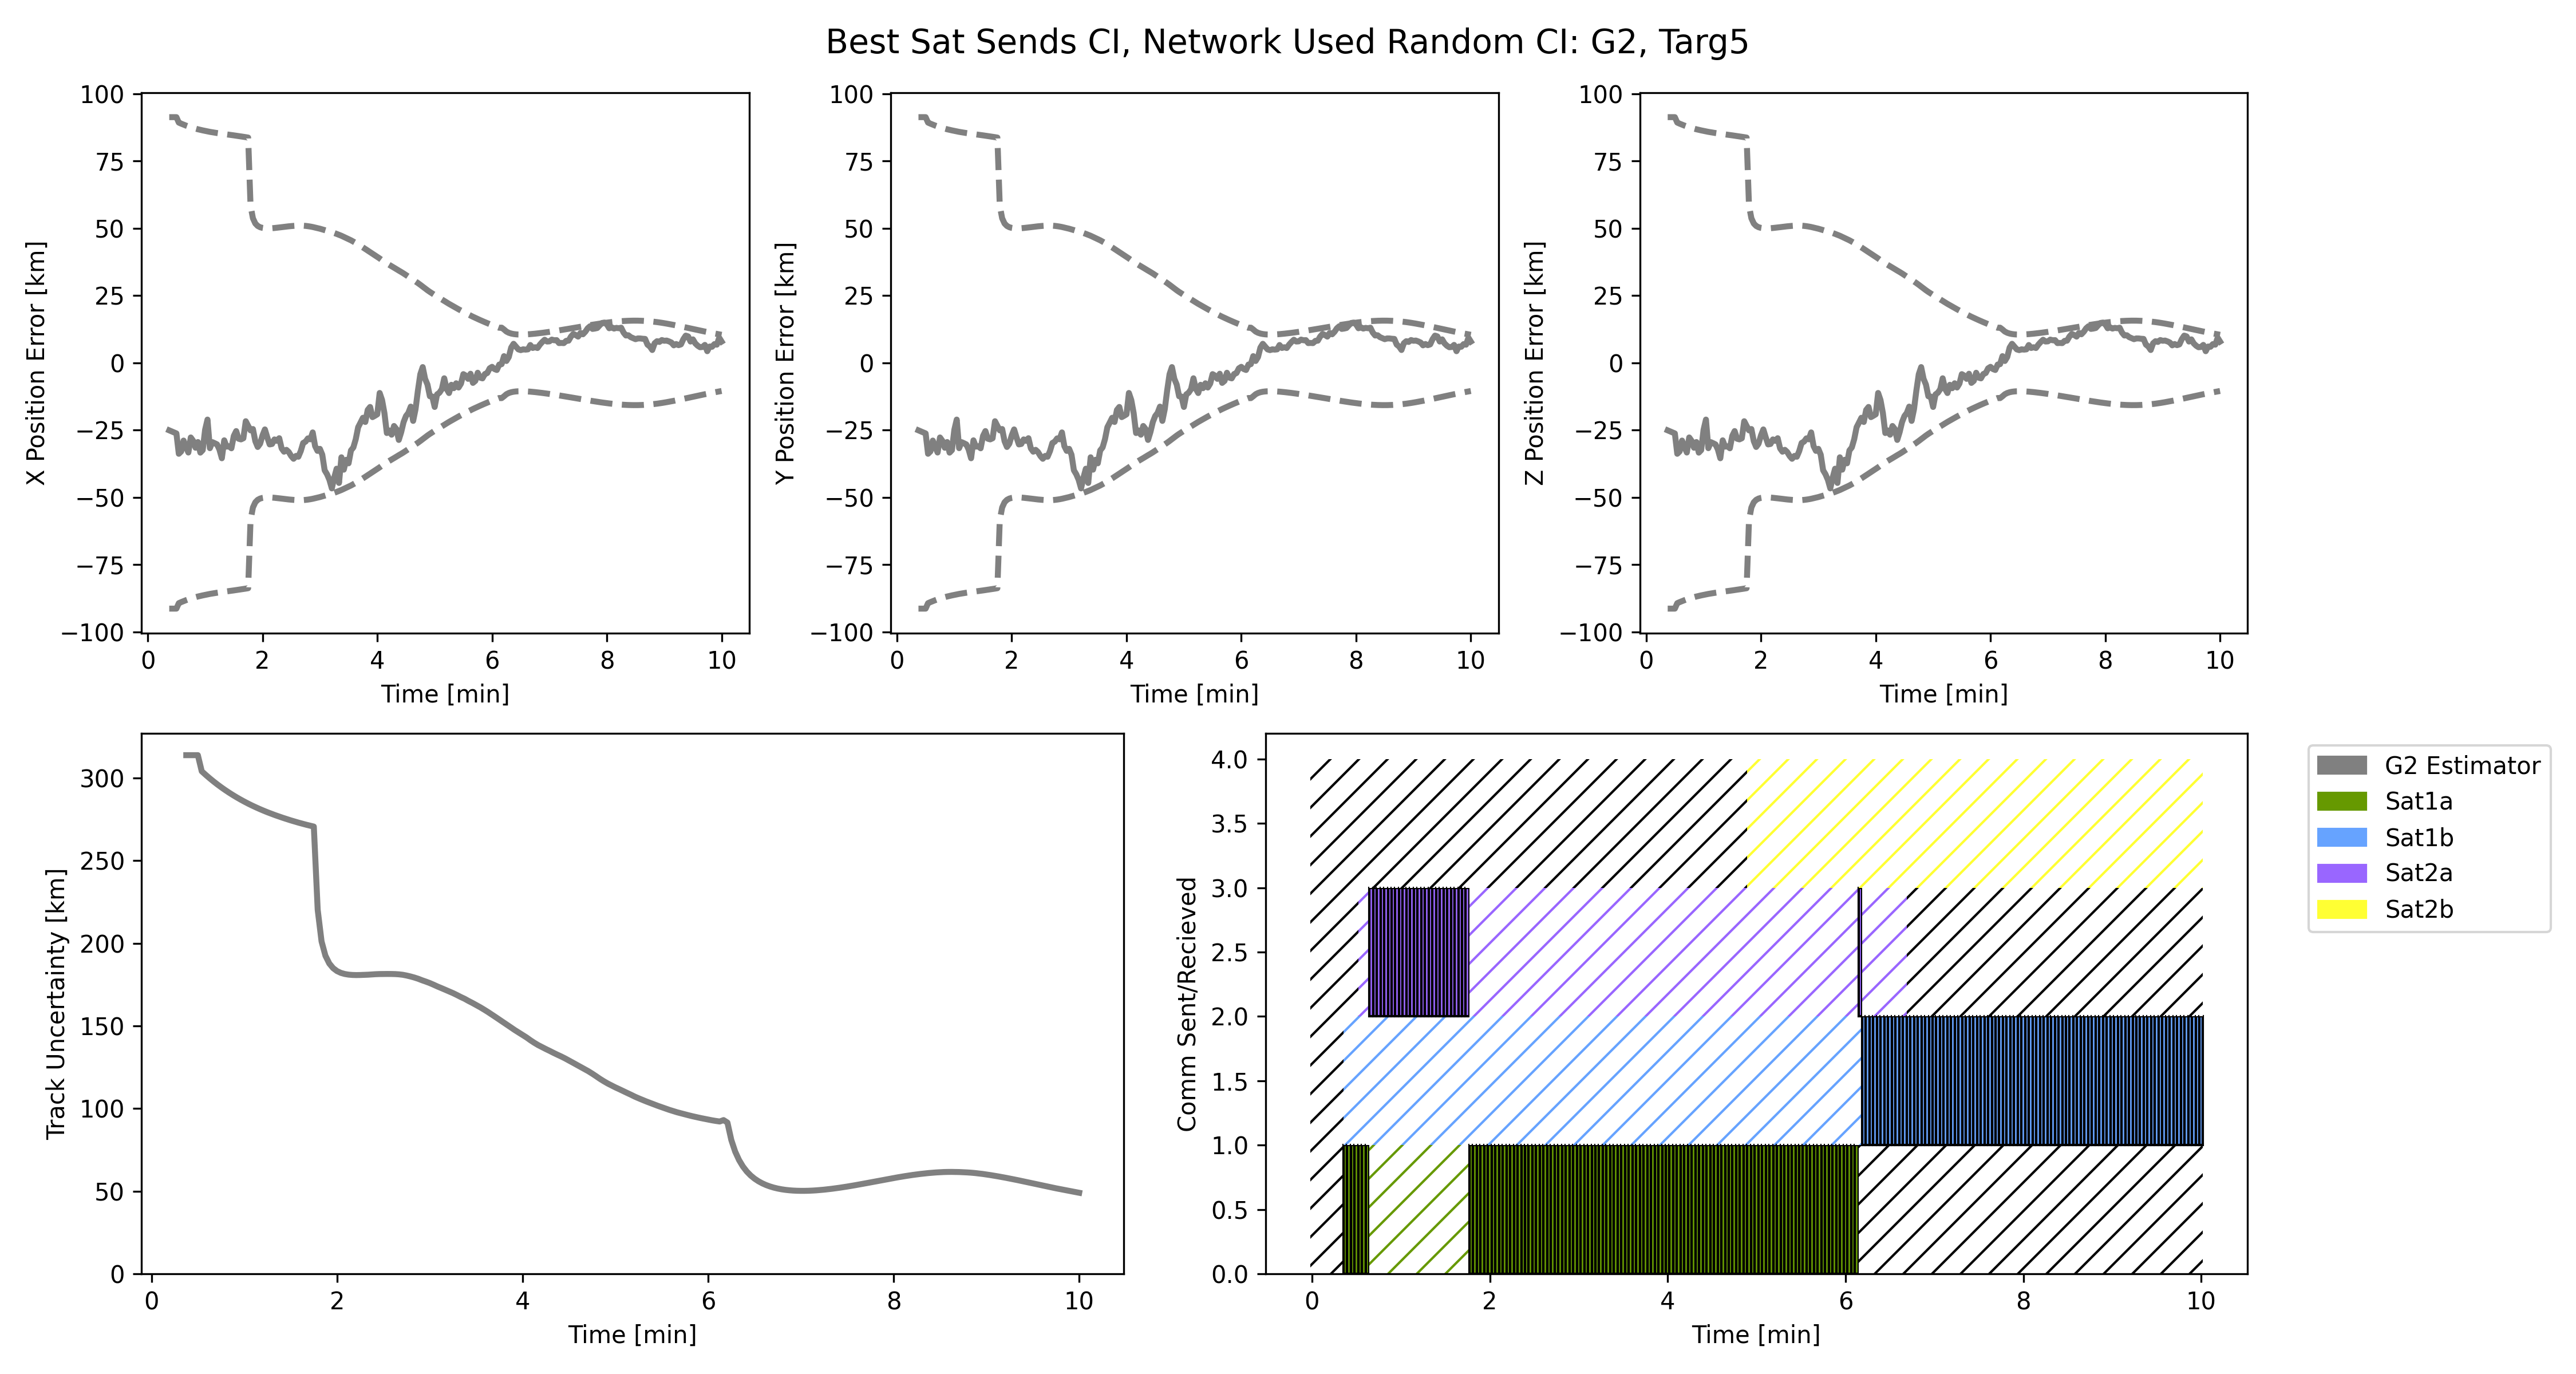 Best Sat Sends CI, Network Used Random CI: G2, Targ5
X Position Error [km]
100
75
50
25
0
−25
−50
−75
−100
0 2 4 6 8 10
Time [min]
Y Position Error [km]
100
75
50
25
0
−25
−50
−75
−100
0 2 4 6 8 10
Time [min]
Z Position Error [km]
100
75
50
25
0
−25
−50
−75
−100
0 2 4 6 8 10
Time [min]
Track Uncertainty [km]
300
250
200
150
100
50
0
0 2 4 6 8 10
Time [min]
Comm Sent/Recieved
4.0
3.5
3.0
2.5
2.0
1.5
1.0
0.5
0.0
0 2 4 6 8 10
Time [min]
G2 Estimator
Sat1a
Sat1b
Sat2a
Sat2b